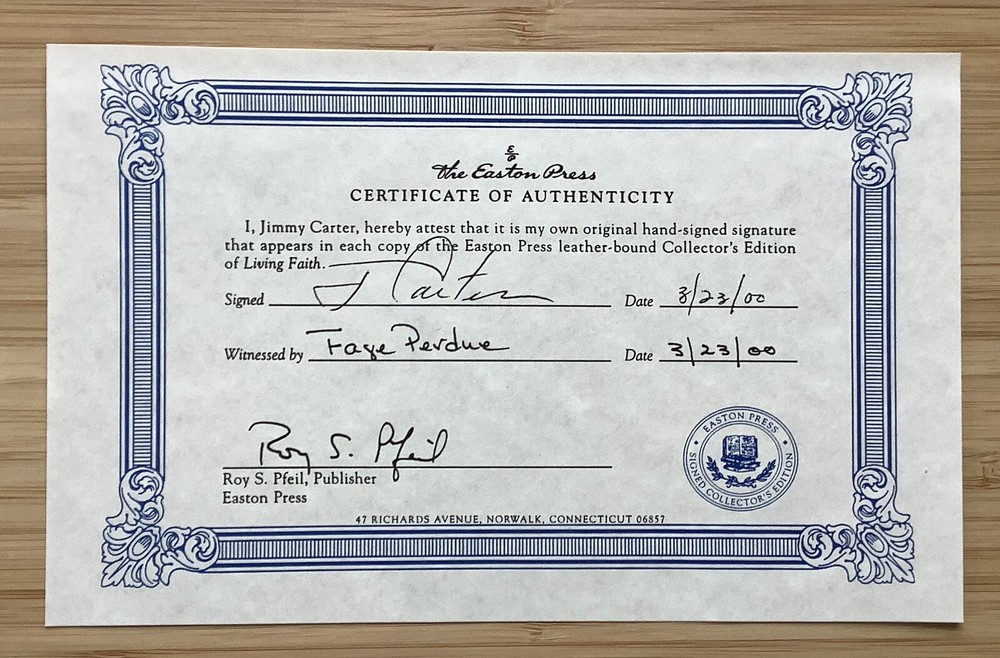 E/P
The Easton Press
CERTIFICATE OF AUTHENTICITY
I, Jimmy Carter, hereby attest that it is my own original hand-signed signature
that appears in each copy of the Easton Press leather-bound Collector's Edition
of Living Faith.
Signed J Carter Date 3/23/00
Witnessed by Faye Perdue Date 3/23/00
Roy S. Pfeil
Roy S. Pfeil, Publisher
Easton Press
EASTON PRESS
SIGNED COLLECTOR'S EDITION
47 RICHARDS AVENUE, NORWALK, CONNECTICUT 06857